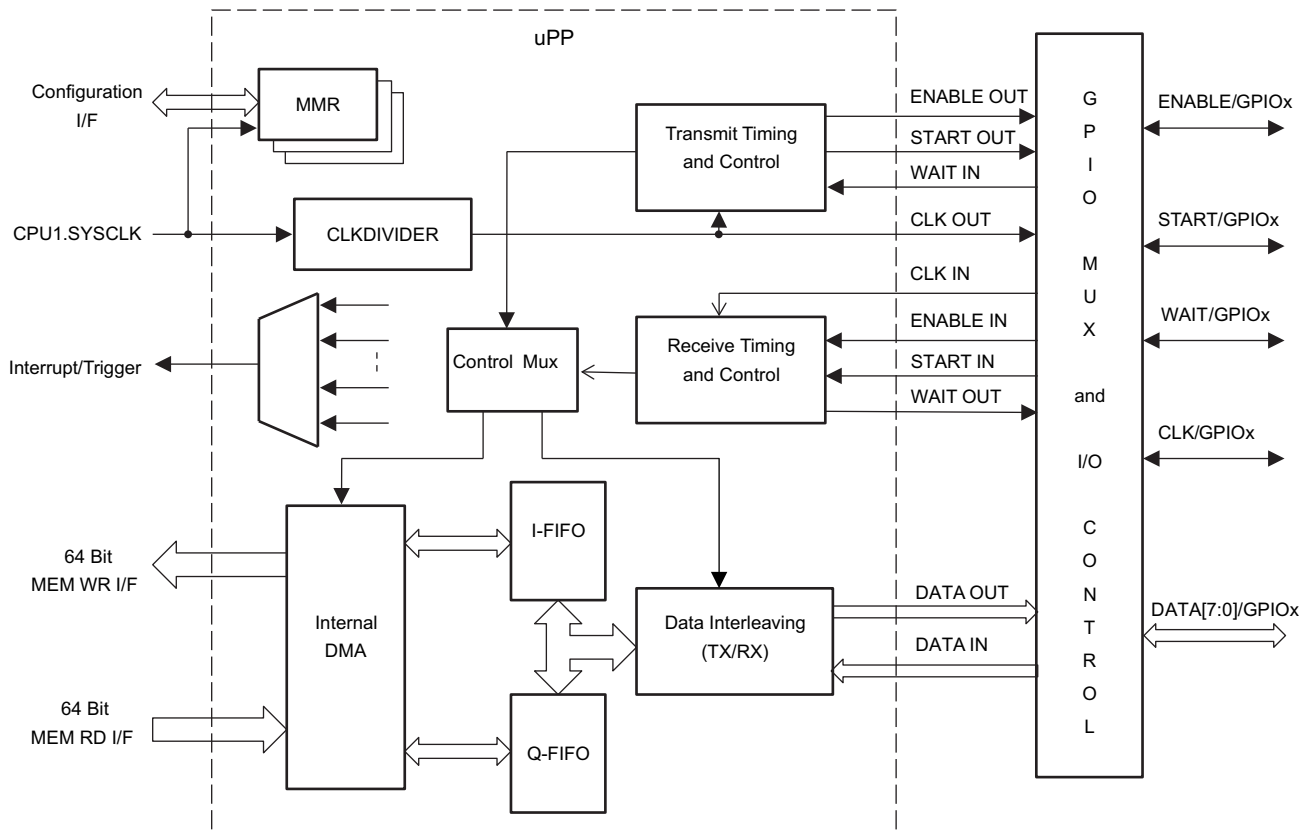 uPP
Configuration
I/F
MMR
CPU1.SYSCLK
CLKDIVIDER
Transmit Timing
and Control
ENABLE OUT
START OUT
WAIT IN
CLK OUT
CLK IN
ENABLE IN
START IN
WAIT OUT
Interrupt/Trigger
Control Mux
Receive Timing
and Control
64 Bit
MEM WR I/F
64 Bit
MEM RD I/F
Internal
DMA
I-FIFO
Q-FIFO
Data Interleaving
(TX/RX)
DATA OUT
DATA IN
G
P
I
O
M
U
X
and
I/O
C
O
N
T
R
O
L
ENABLE/GPIOx
START/GPIOx
WAIT/GPIOx
CLK/GPIOx
DATA[7:0]/GPIOx